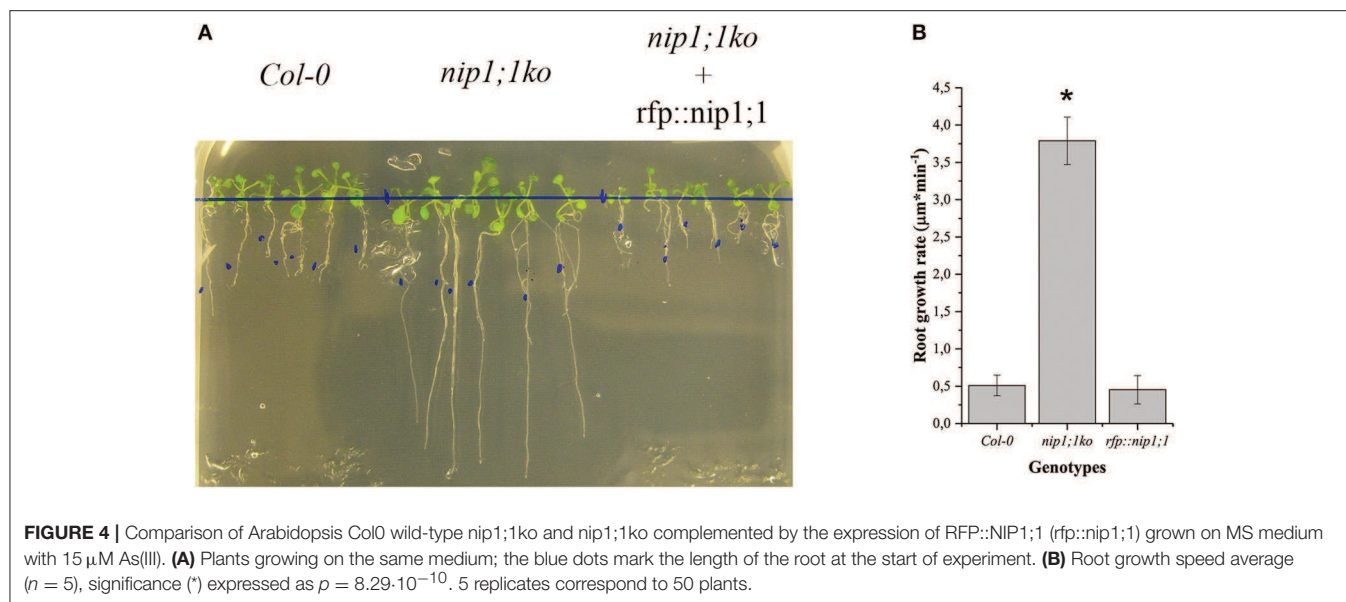 A
Col-0
nip1;1ko
nip1;1ko
+
rfp::nip1;1
B
Root growth rate (µm*min⁻¹)
4,5
4,0
3,5
3,0
2,5
2,0
1,5
1,0
0,5
0,0
*
Col-0 nip1;1ko rfp::nip1;1
Genotypes
FIGURE 4 | Comparison of Arabidopsis Col0 wild-type nip1;1ko and nip1;1ko complemented by the expression of RFP::NIP1;1 (rfp::nip1;1) grown on MS medium
with 15 µM As(III). (A) Plants growing on the same medium; the blue dots mark the length of the root at the start of experiment. (B) Root growth speed average
(n = 5), significance (*) expressed as p = 8.29·10⁻¹⁰. 5 replicates correspond to 50 plants.